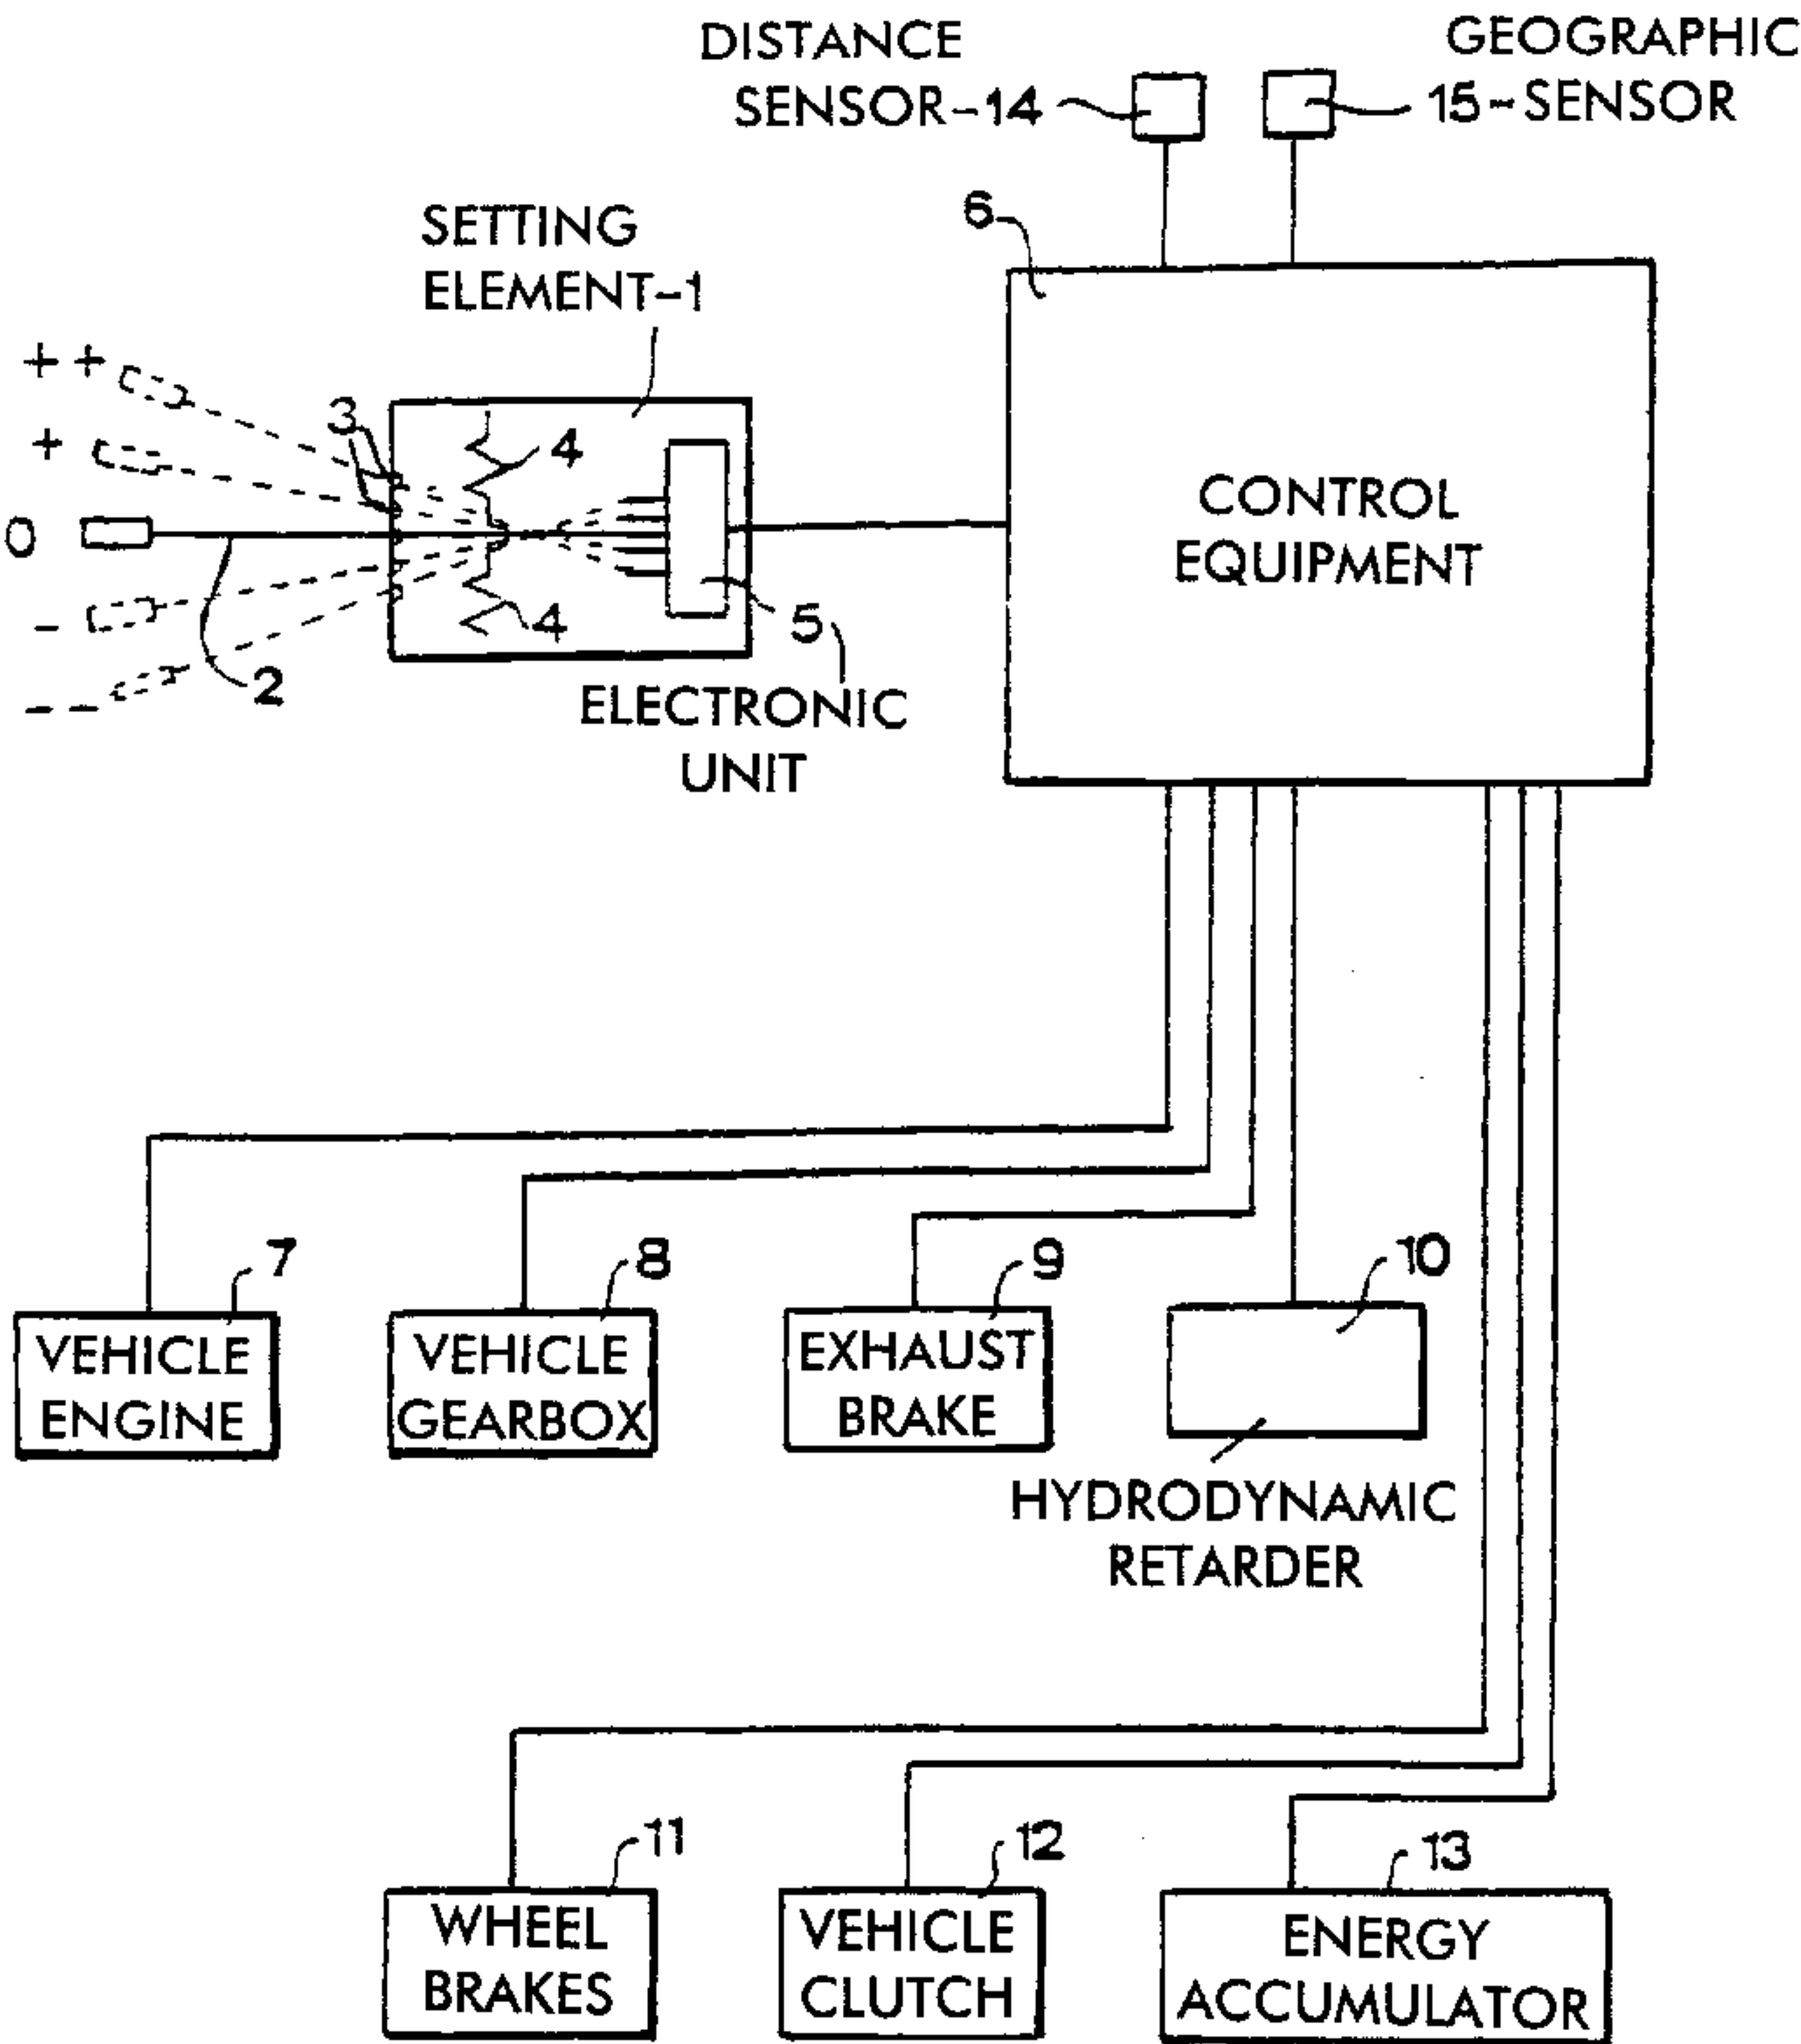 DISTANCE
SENSOR-14
GEOGRAPHIC
15-SENSOR
SETTING
ELEMENT-1
6
++
+
0
-
--
3
4
4
2
5
ELECTRONIC
UNIT
CONTROL
EQUIPMENT
7
VEHICLE
ENGINE
8
VEHICLE
GEARBOX
9
EXHAUST
BRAKE
10
HYDRODYNAMIC
RETARDER
11
WHEEL
BRAKES
12
VEHICLE
CLUTCH
13
ENERGY
ACCUMULATOR